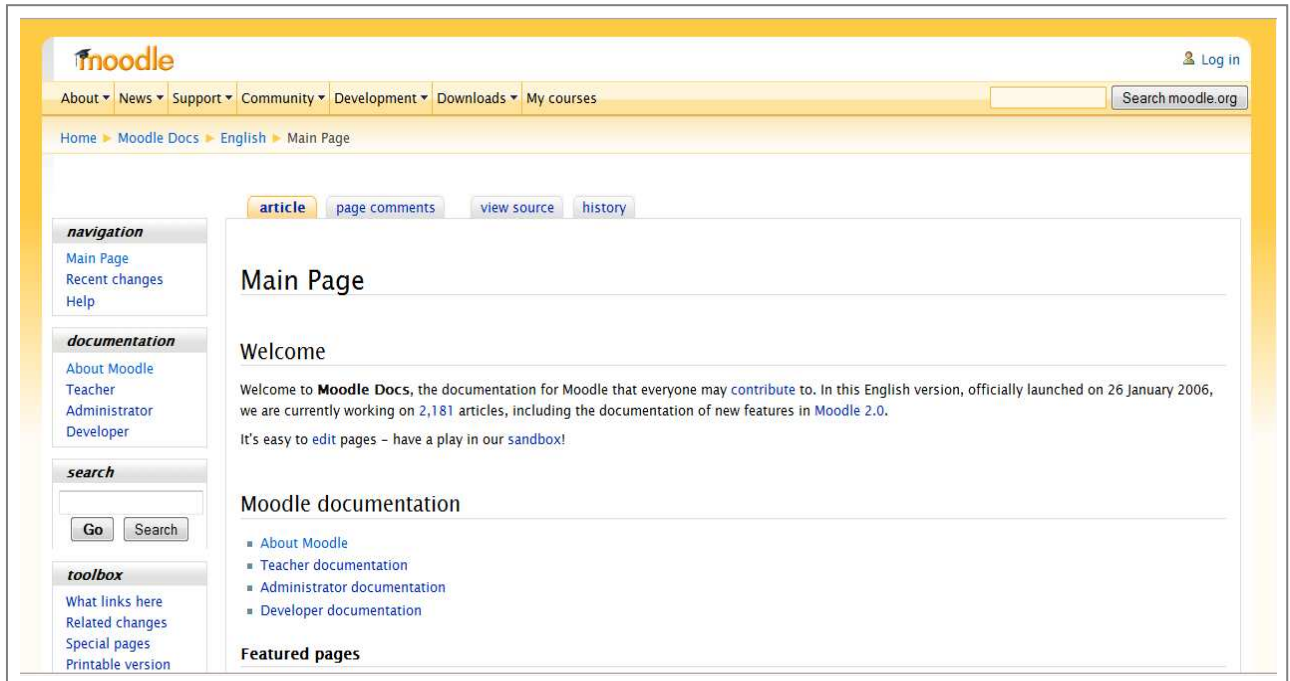 moodle
Log in
About News Support Community Development Downloads My courses
Search moodle.org
Home Moodle Docs English Main Page
article page comments view source history
navigation
Main Page
Recent changes
Help
documentation
About Moodle
Teacher
Administrator
Developer
search
Go Search
toolbox
What links here
Related changes
Special pages
Printable version
Main Page
Welcome
Welcome to Moodle Docs, the documentation for Moodle that everyone may contribute to. In this English version, officially launched on 26 January 2006,
we are currently working on 2,181 articles, including the documentation of new features in Moodle 2.0.
It's easy to edit pages – have a play in our sandbox!
Moodle documentation
About Moodle
Teacher documentation
Administrator documentation
Developer documentation
Featured pages